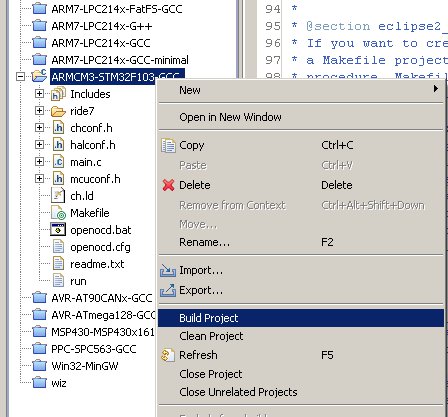 ARM7-LPC214x-FatFS-GCC
ARM7-LPC214x-G++
ARM7-LPC214x-GCC
ARM7-LPC214x-GCC-minimal
ARMCM3-STM32F103-GCC
Includes
ride7
chconf.h
halconf.h
main.c
mcuconf.h
ch.ld
Makefile
openocd.bat
openocd.cfg
readme.txt
run
AVR-AT90CANx-GCC
AVR-ATmega128-GCC
MSP430-MSP430x161
PPC-SPC563-GCC
Win32-MinGW
wiz
94 *
95 * @section eclipse2_
96 * If you want to crea
97 * a Makefile project
98 * procedure. Makefile
New
Open in New Window
Copy Ctrl+C
Paste Ctrl+V
Delete Delete
Remove from Context Ctrl+Alt+Shift+Down
Move...
Rename... F2
Import...
Export...
Build Project
Clean Project
Refresh F5
Close Project
Close Unrelated Projects